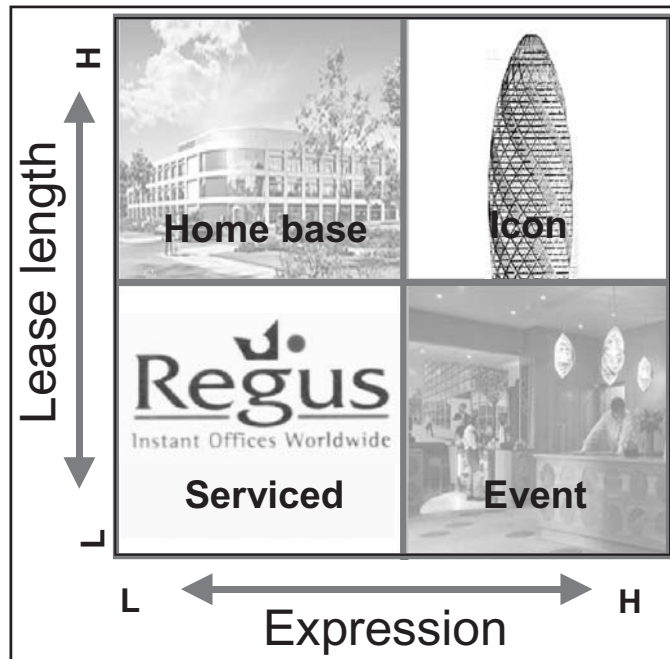 H
Lease length
L
Home base
Icon
Regus
Instant Offices Worldwide
Serviced
Event
L
H
Expression